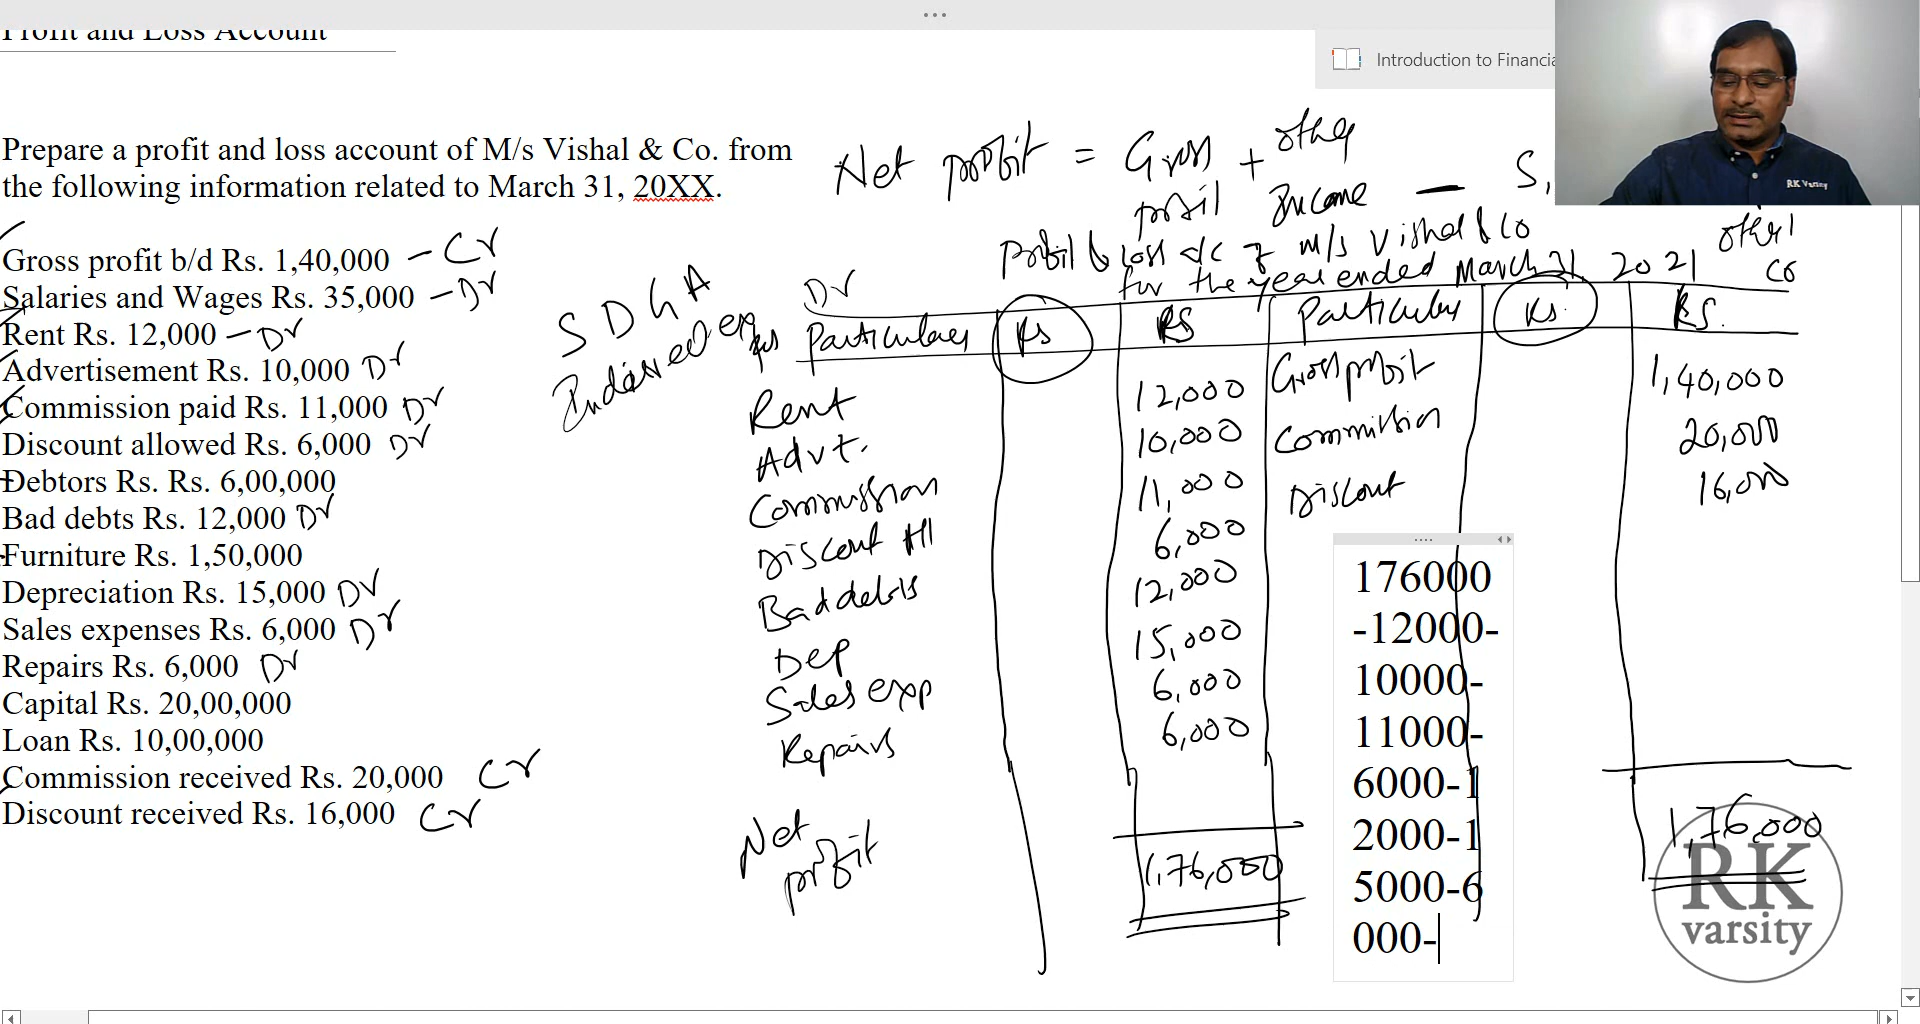 Profit and Loss Account
Introduction to Financia
Prepare a profit and loss account of M/s Vishal & Co. from
the following information related to March 31, 20XX.
Gross profit b/d Rs. 1,40,000 - Cr
Salaries and Wages Rs. 35,000 - Dr
Rent Rs. 12,000 - Dr
Advertisement Rs. 10,000 Dr
Commission paid Rs. 11,000 Dr
Discount allowed Rs. 6,000 Dr
Debtors Rs. Rs. 6,00,000
Bad debts Rs. 12,000 Dr
Furniture Rs. 1,50,000
Depreciation Rs. 15,000 Dr
Sales expenses Rs. 6,000 Dr
Repairs Rs. 6,000 Dr
Capital Rs. 20,00,000
Loan Rs. 10,00,000
Commission received Rs. 20,000 Cr
Discount received Rs. 16,000 Cr
Net profit = Gross profit + other Income - S,
Profit & Loss a/c of M/s Vishal & Co
for the year ended March 31, 2021
Dr
Particulars Rs Rs Particulars Rs. Rs.
Rent 12,000 Gross profit 1,40,000
Advt. 10,000 Commission 20,000
Commission 11,000 Discout 16,000
Discout All 6,000
Bad debts 12,000
Dep 15,000
Sales exp 6,000
Repairs 6,000
Net profit
1,76,000 1,76,000
176000
-12000-
10000-
11000-
6000-1
2000-1
5000-6
000-
RK Varsity
RK
varsity